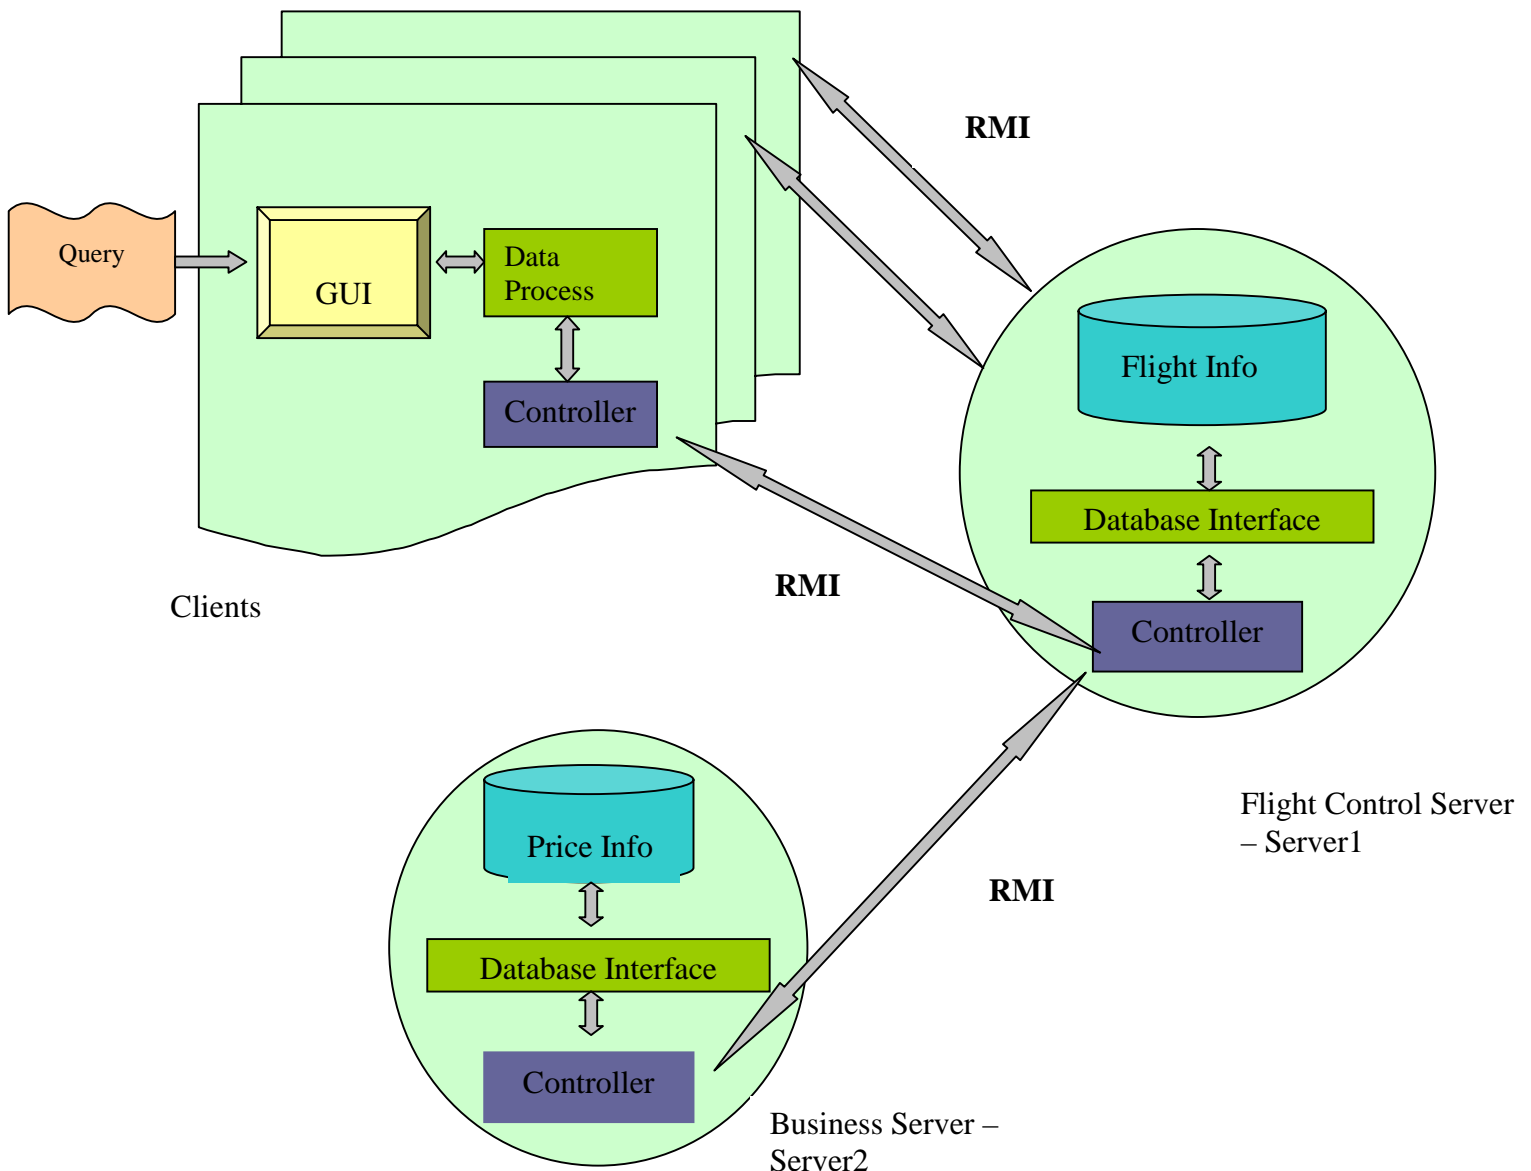 RMI
Query
GUI
Data
Process
Controller
Flight Info
Database Interface
Controller
RMI
Clients
Flight Control Server
– Server1
Price Info
RMI
Database Interface
Controller
Business Server –
Server2